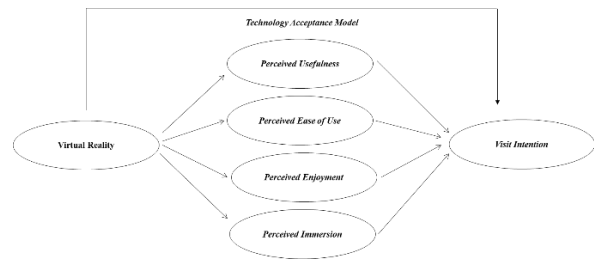 Technology Acceptance Model
Perceived Usefulness
Perceived Ease of Use
Virtual Reality
Visit Intention
Perceived Enjoyment
Perceived Immersion